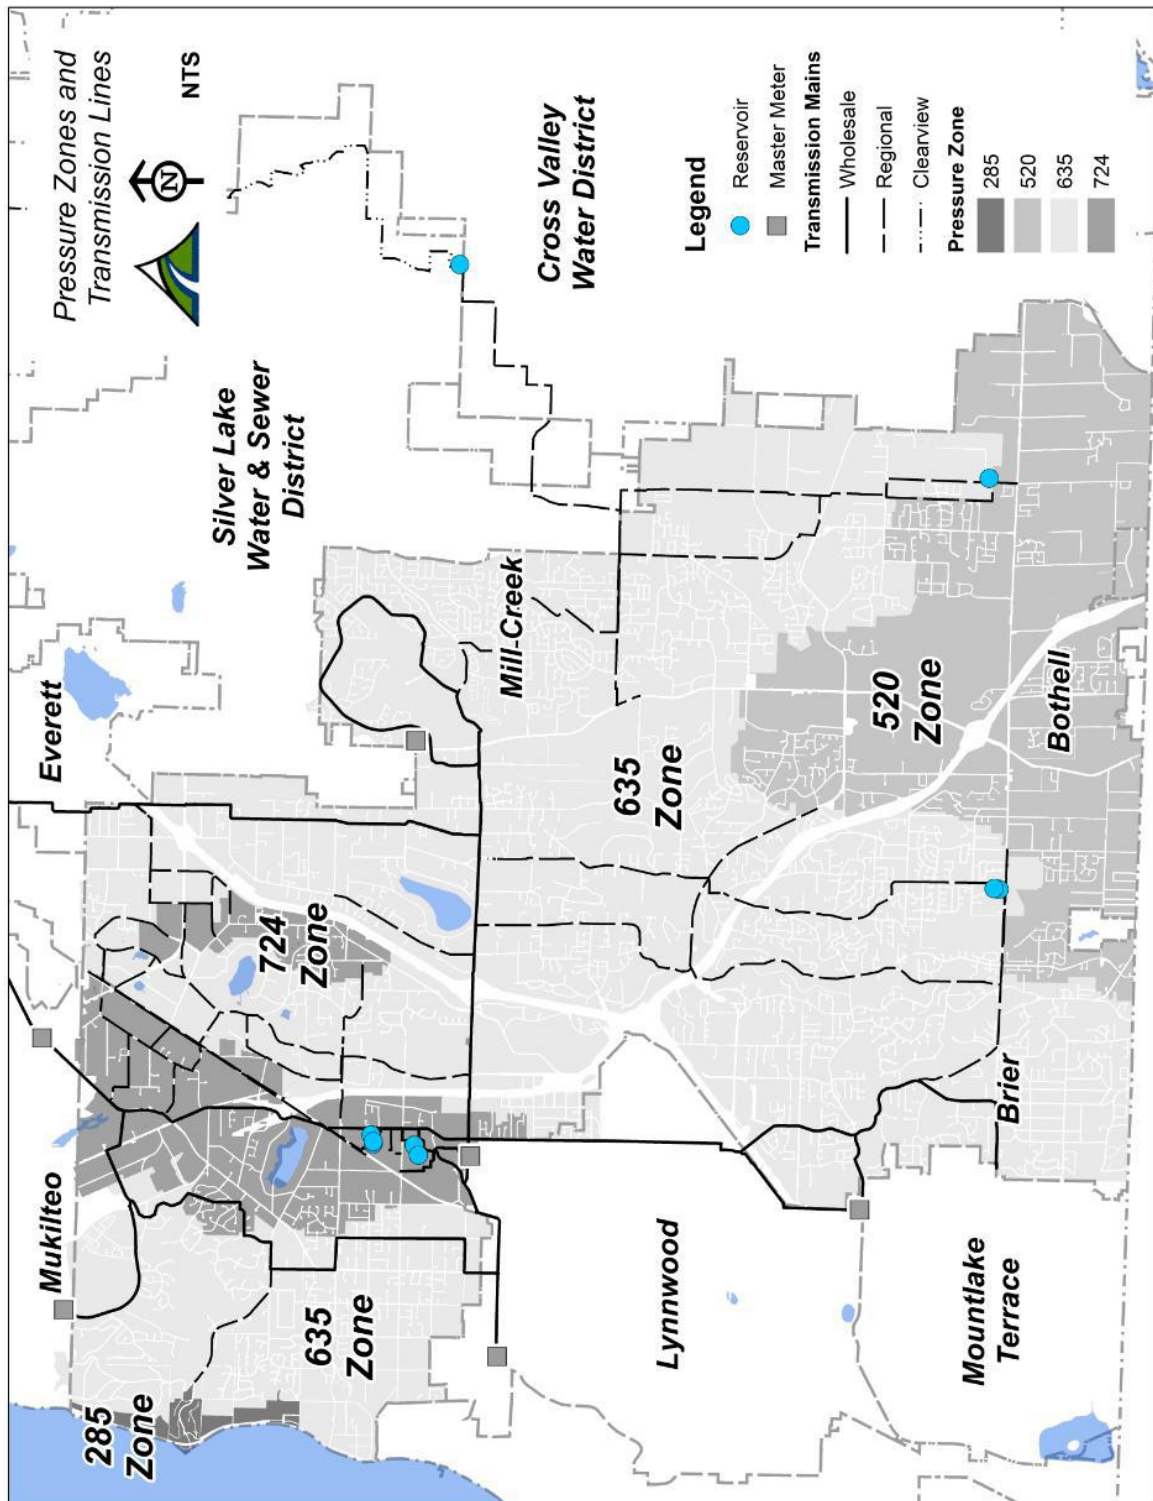 Pressure Zones and
Transmission Lines
N
NTS
Everett
Silver Lake
Water & Sewer
District
Mukilteo
Cross Valley
Water District
724
Zone
285
Zone
635
Zone
Mill Creek
635
Zone
Lynnwood
520
Zone
Bothell
Brier
Mountlake
Terrace
Legend
Reservoir
Master Meter
Transmission Mains
Wholesale
Regional
Clearview
Pressure Zone
285
520
635
724